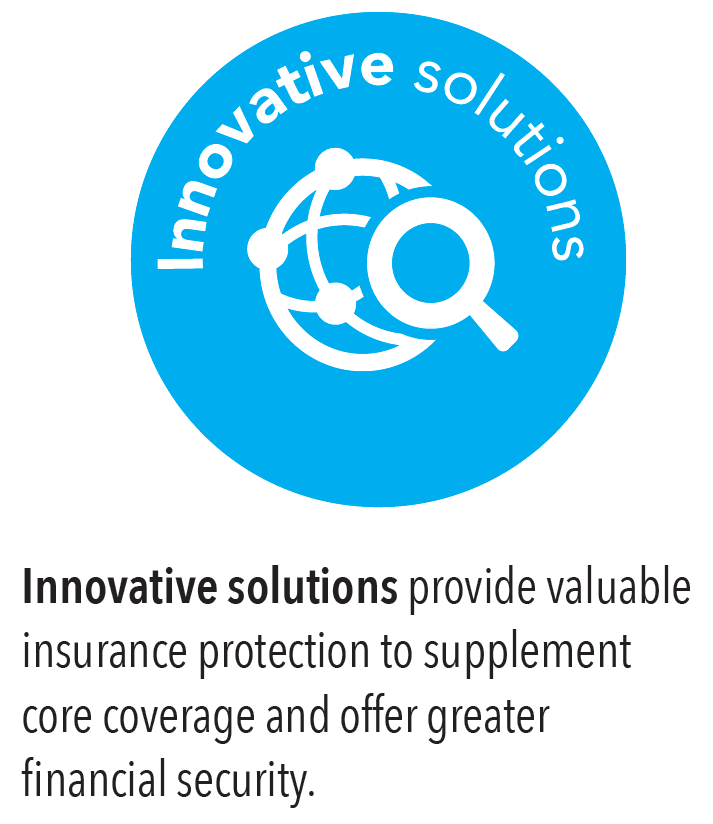 Innovative solutions
Innovative solutions provide valuable
insurance protection to supplement
core coverage and offer greater
financial security.